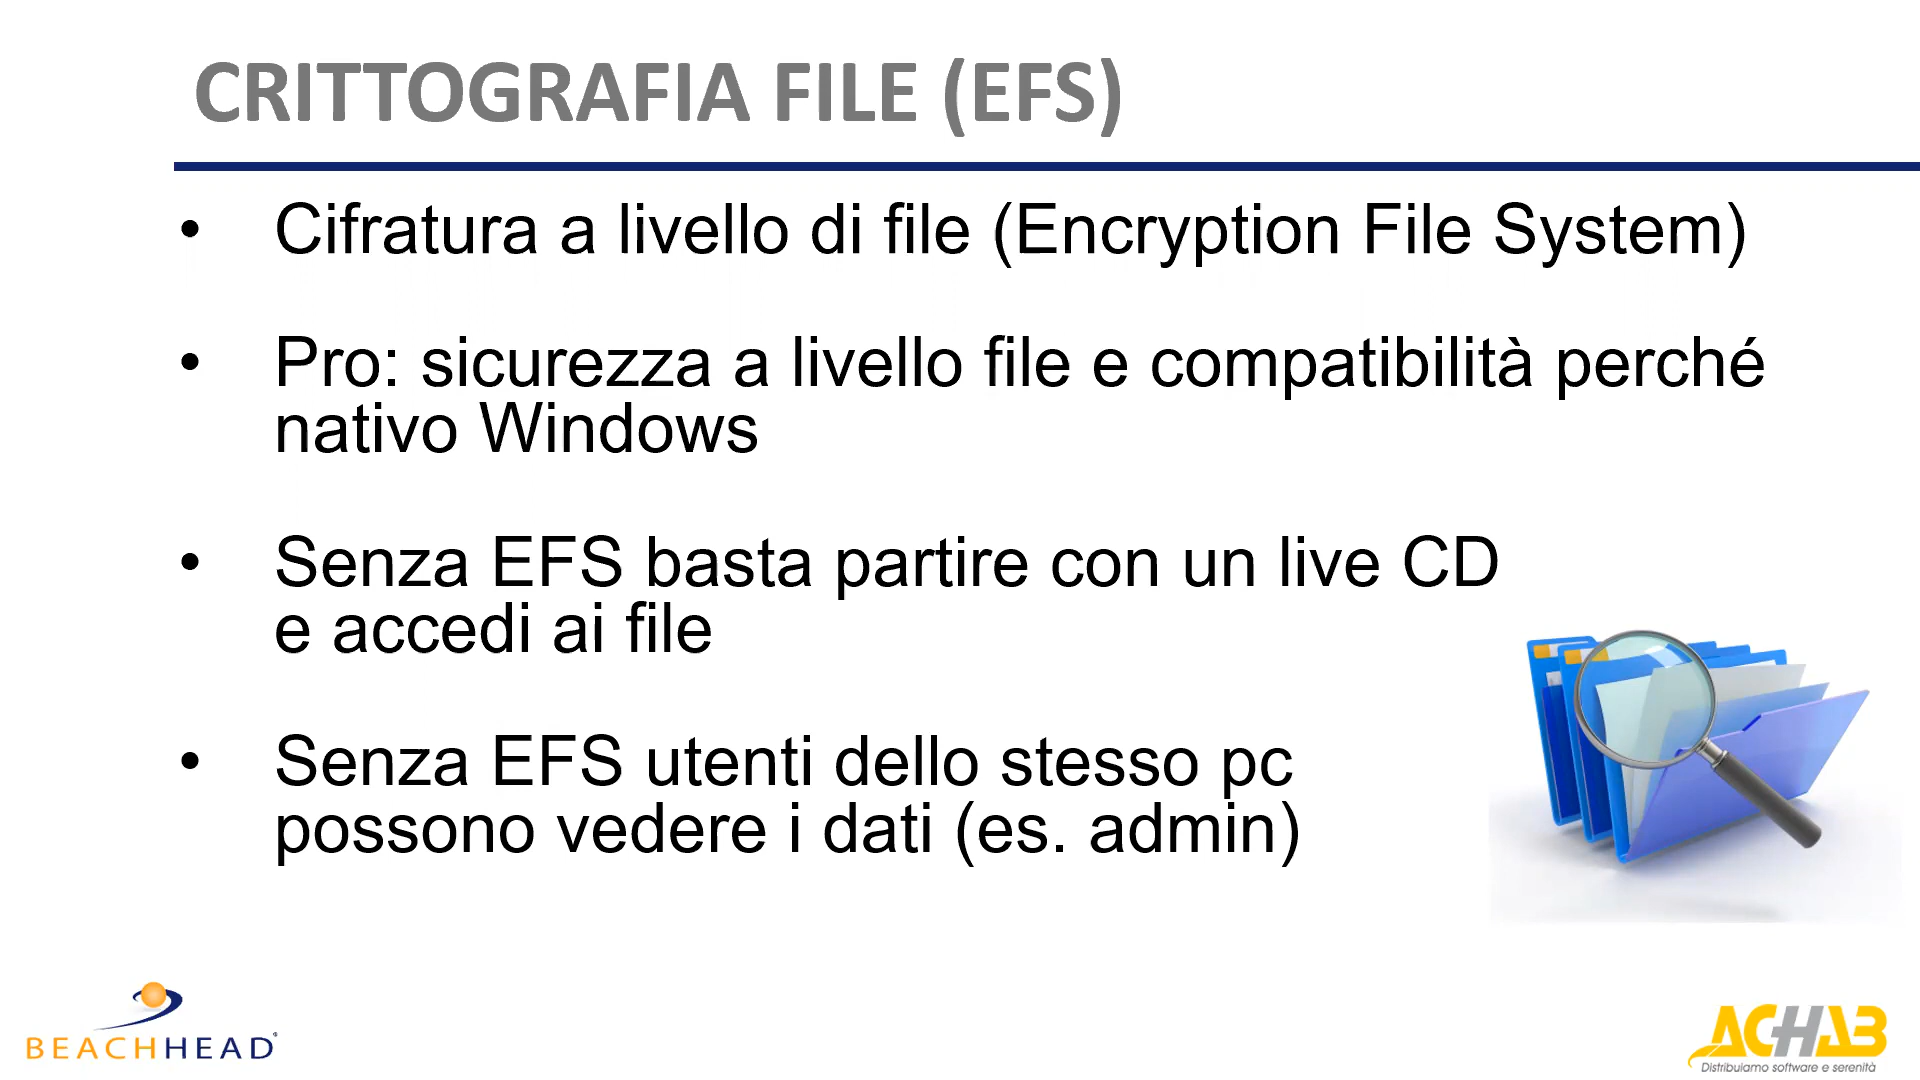 CRITTOGRAFIA FILE (EFS)
• Cifratura a livello di file (Encryption File System)
• Pro: sicurezza a livello file e compatibilità perché
nativo Windows
• Senza EFS basta partire con un live CD
e accedi ai file
• Senza EFS utenti dello stesso pc
possono vedere i dati (es. admin)
BEACHHEAD®
ACHAB
Distribuiamo software e serenità